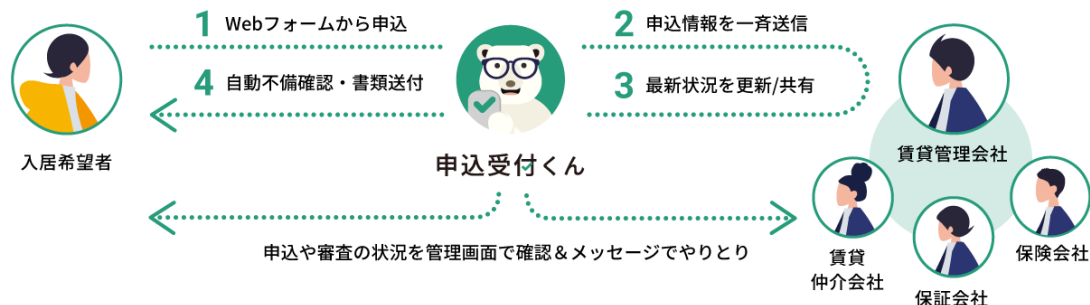 1 Webフォームから申込
2 申込情報を一斉送信
4 自動不備確認・書類送付
3 最新状況を更新/共有
入居希望者
申込受付くん
賃貸管理会社
申込や審査の状況を管理画面で確認＆メッセージでやりとり
賃貸
仲介会社
保証会社
保険会社